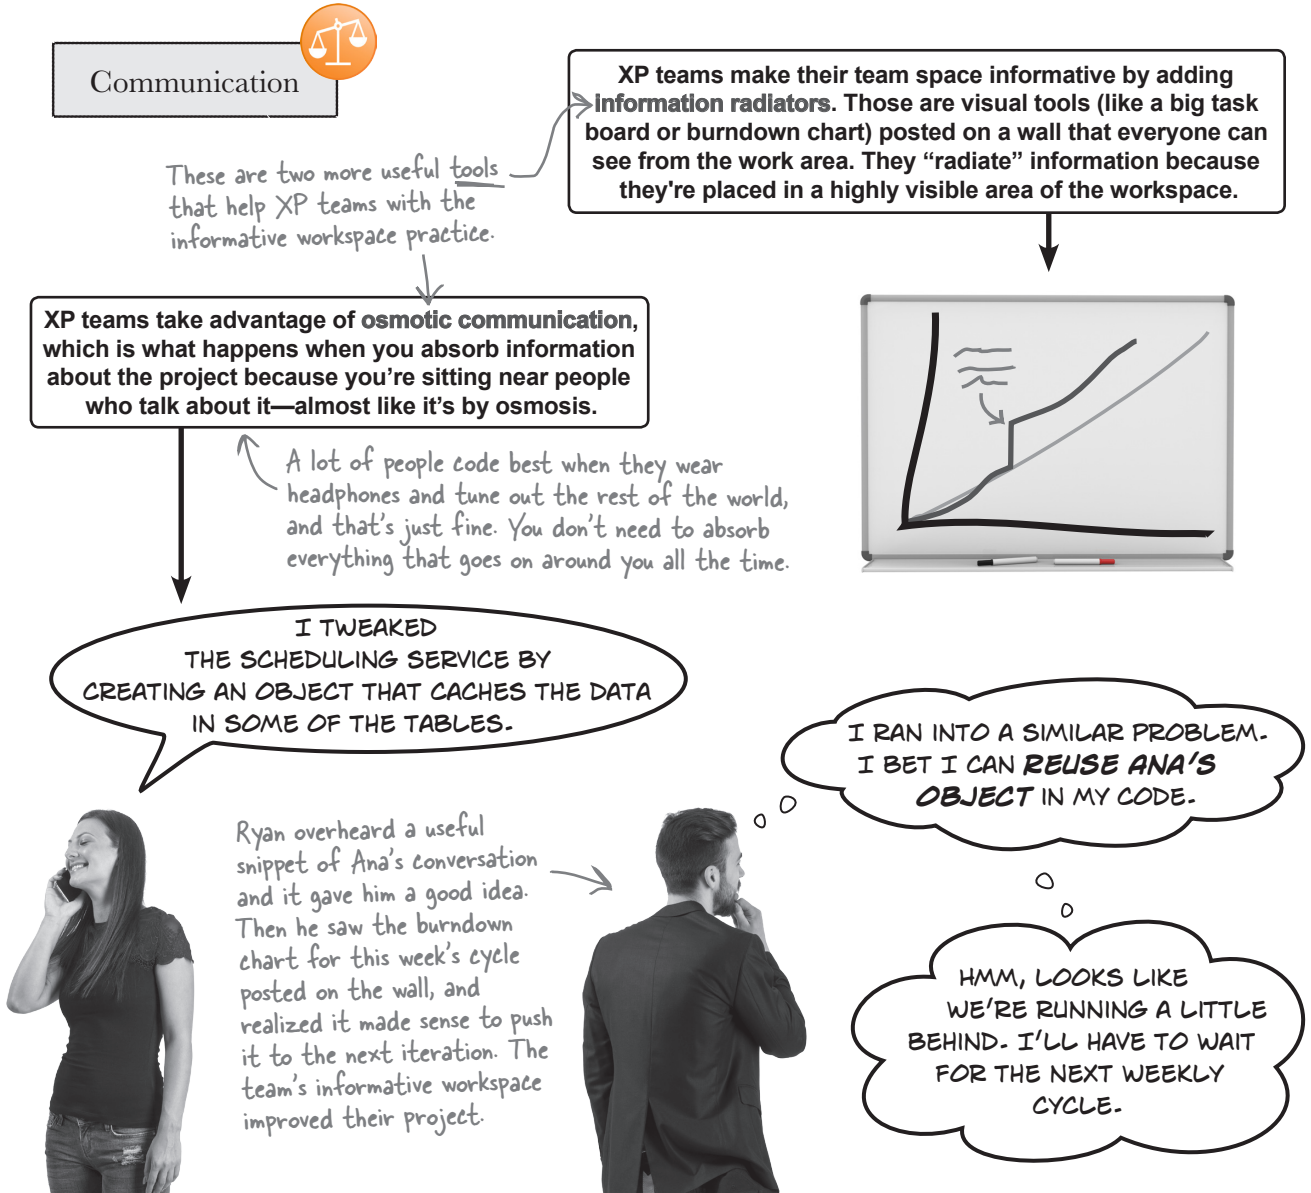 Communication
XP teams make their team space informative by adding
information radiators. Those are visual tools (like a big task
board or burndown chart) posted on a wall that everyone can
see from the work area. They “radiate” information because
they're placed in a highly visible area of the workspace.
These are two more useful tools
that help XP teams with the
informative workspace practice.
XP teams take advantage of osmotic communication,
which is what happens when you absorb information
about the project because you’re sitting near people
who talk about it—almost like it’s by osmosis.
A lot of people code best when they wear
headphones and tune out the rest of the world,
and that’s just fine. You don’t need to absorb
everything that goes on around you all the time.
I TWEAKED
THE SCHEDULING SERVICE BY
CREATING AN OBJECT THAT CACHES THE DATA
IN SOME OF THE TABLES.
I RAN INTO A SIMILAR PROBLEM.
I BET I CAN REUSE ANA’S
OBJECT IN MY CODE.
Ryan overheard a useful
snippet of Ana’s conversation
and it gave him a good idea.
Then he saw the burndown
chart for this week’s cycle
posted on the wall, and
realized it made sense to push
it to the next iteration. The
team’s informative workspace
improved their project.
HMM, LOOKS LIKE
WE’RE RUNNING A LITTLE
BEHIND. I’LL HAVE TO WAIT
FOR THE NEXT WEEKLY
CYCLE.